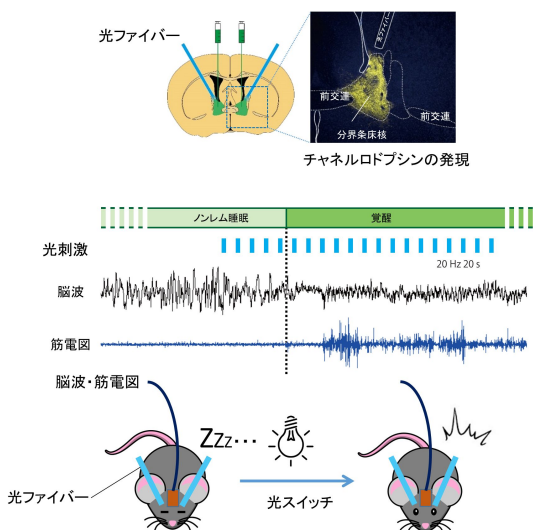 光ファイバー
光ファイバー
前交連
前交連
分界条床核
チャネルロドプシンの発現
ノンレム睡眠
覚醒
光刺激
20 Hz 20 s
脳波
筋電図
脳波・筋電図
ZZz…
光ファイバー
光スイッチ